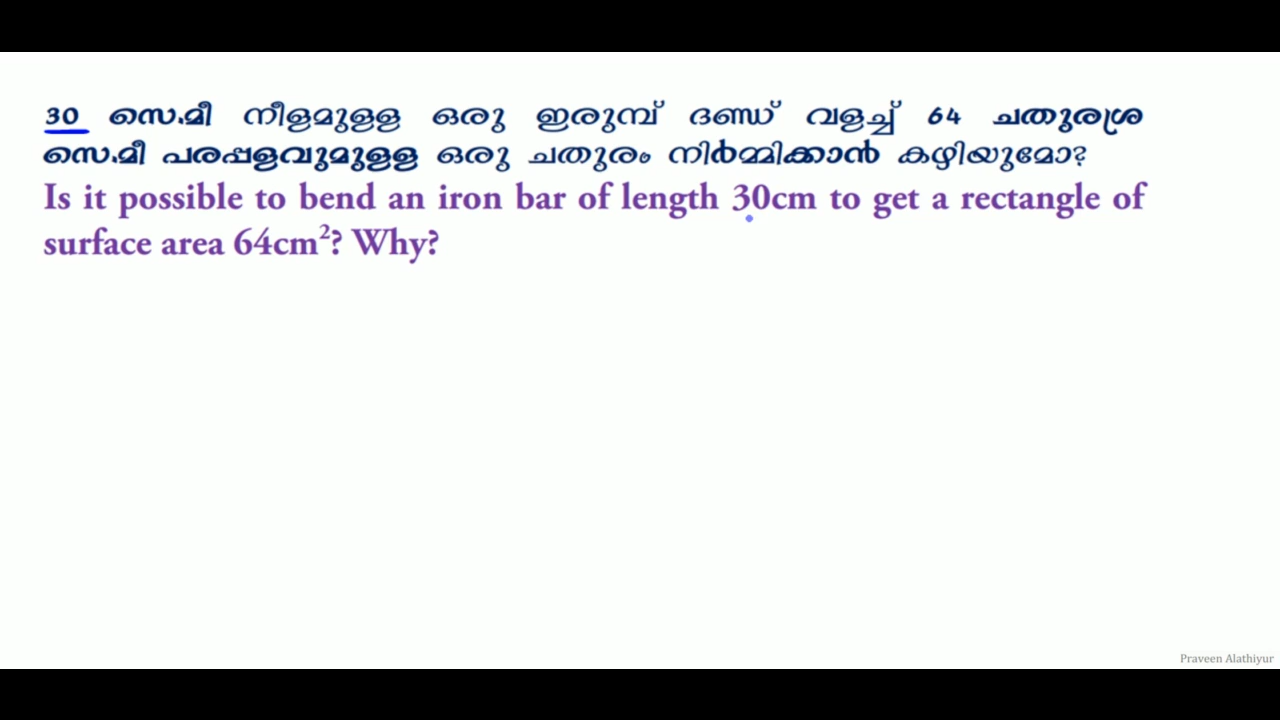 30 സെ.മീ നീളമുള്ള ഒരു ഇരുമ്പ് ദണ്ഡ് വളച്ച് 64 ചതുരശ്ര
സെ.മീ പരപ്പളവുമുള്ള ഒരു ചതുരം നിർമ്മിക്കാൻ കഴിയുമോ?
Is it possible to bend an iron bar of length 30cm to get a rectangle of
surface area 64cm²? Why?
Praveen Alathiyur